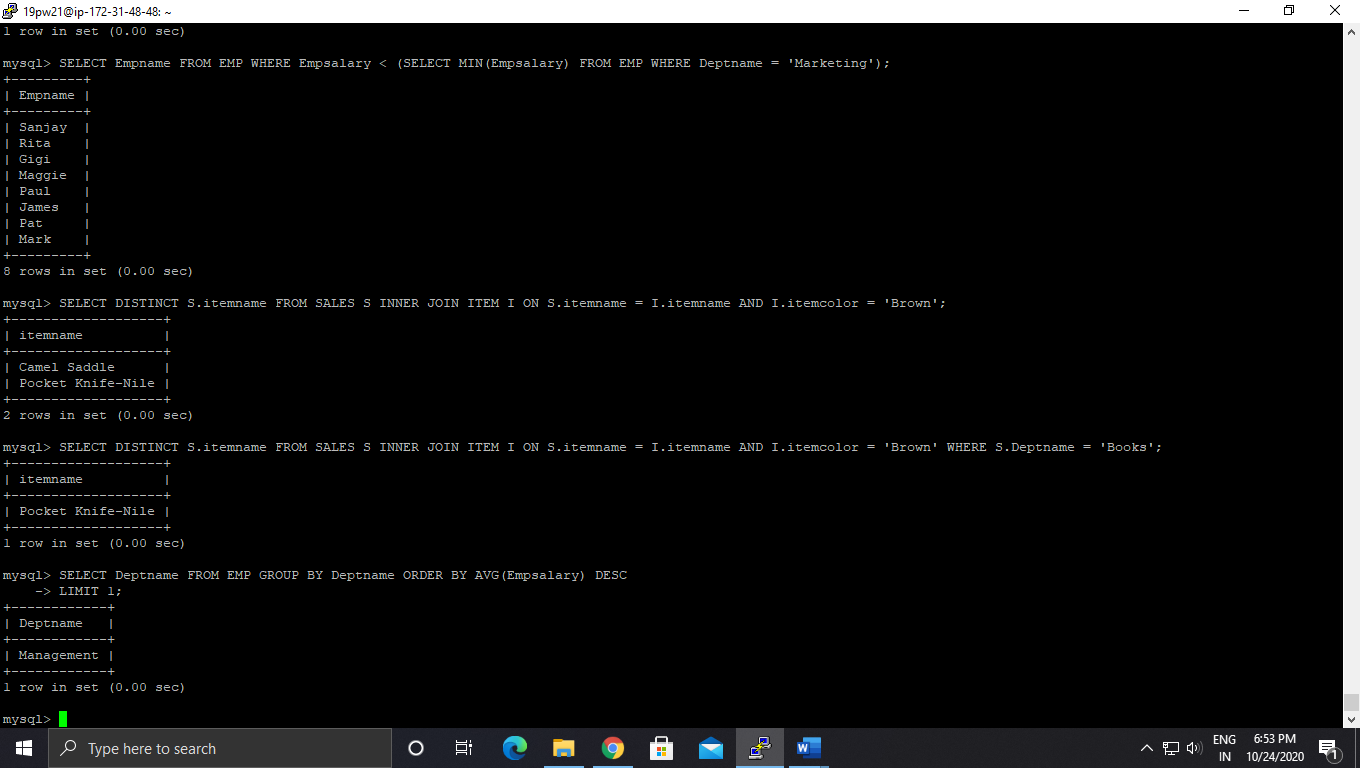 19pw21@ip-172-31-48-48: ~
1 row in set (0.00 sec)
mysql> SELECT Empname FROM EMP WHERE Empsalary < (SELECT MIN(Empsalary) FROM EMP WHERE Deptname = 'Marketing');
+---------+
| Empname |
+---------+
| Sanjay  |
| Rita    |
| Gigi    |
| Maggie  |
| Paul    |
| James   |
| Pat     |
| Mark    |
+---------+
8 rows in set (0.00 sec)
mysql> SELECT DISTINCT S.itemname FROM SALES S INNER JOIN ITEM I ON S.itemname = I.itemname AND I.itemcolor = 'Brown';
+-------------------+
| itemname          |
+-------------------+
| Camel Saddle      |
| Pocket Knife-Nile |
+-------------------+
2 rows in set (0.00 sec)
mysql> SELECT DISTINCT S.itemname FROM SALES S INNER JOIN ITEM I ON S.itemname = I.itemname AND I.itemcolor = 'Brown' WHERE S.Deptname = 'Books';
+-------------------+
| itemname          |
+-------------------+
| Pocket Knife-Nile |
+-------------------+
1 row in set (0.00 sec)
mysql> SELECT Deptname FROM EMP GROUP BY Deptname ORDER BY AVG(Empsalary) DESC
    -> LIMIT 1;
+------------+
| Deptname   |
+------------+
| Management |
+------------+
1 row in set (0.00 sec)
mysql>
Type here to search
W
ENG
IN
6:53 PM
10/24/2020
1